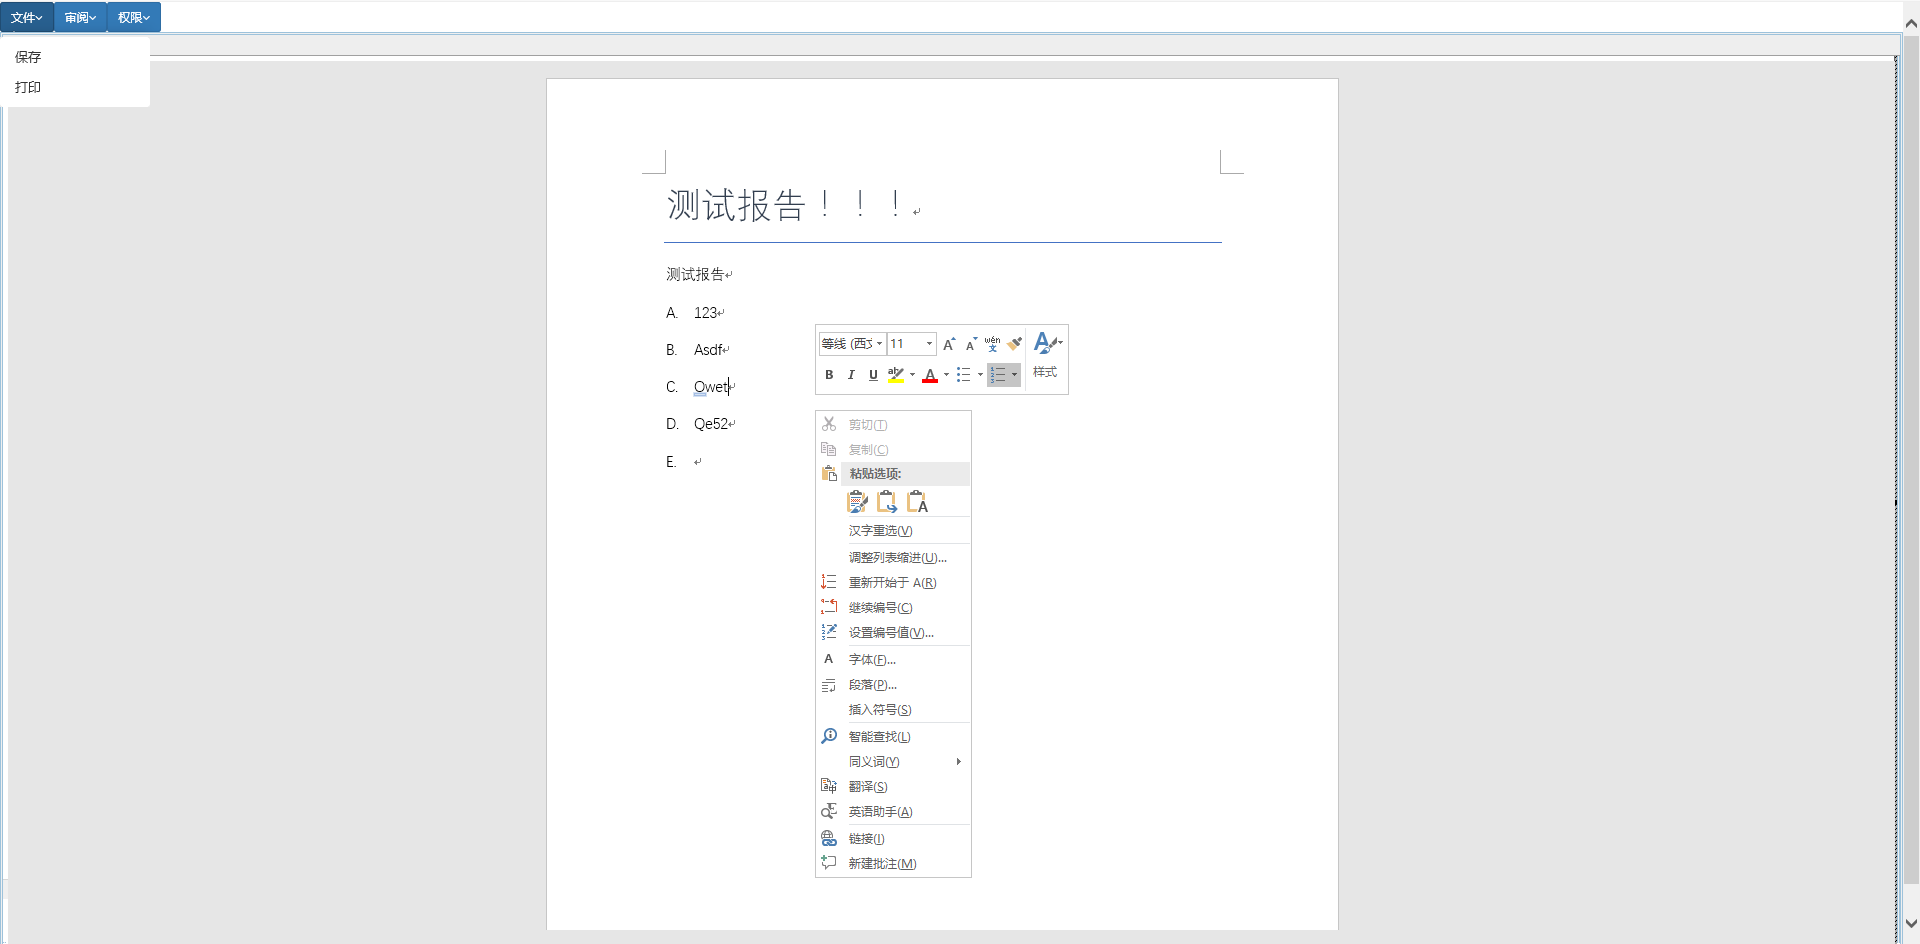 文件 审阅 权限
保存
打印
测试报告！！！
测试报告
A. 123
B. Asdf
C. Qwet
D. Qe52
E.
等线 (西文 11 A A wén 文 A
B I U ab A 样式
剪切(T)
复制(C)
粘贴选项:
汉字重选(V)
调整列表缩进(U)...
重新开始于 A(R)
继续编号(C)
设置编号值(V)...
A 字体(F)...
段落(P)...
插入符号(S)
智能查找(L)
同义词(Y)
翻译(S)
英语助手(A)
链接(I)
新建批注(M)